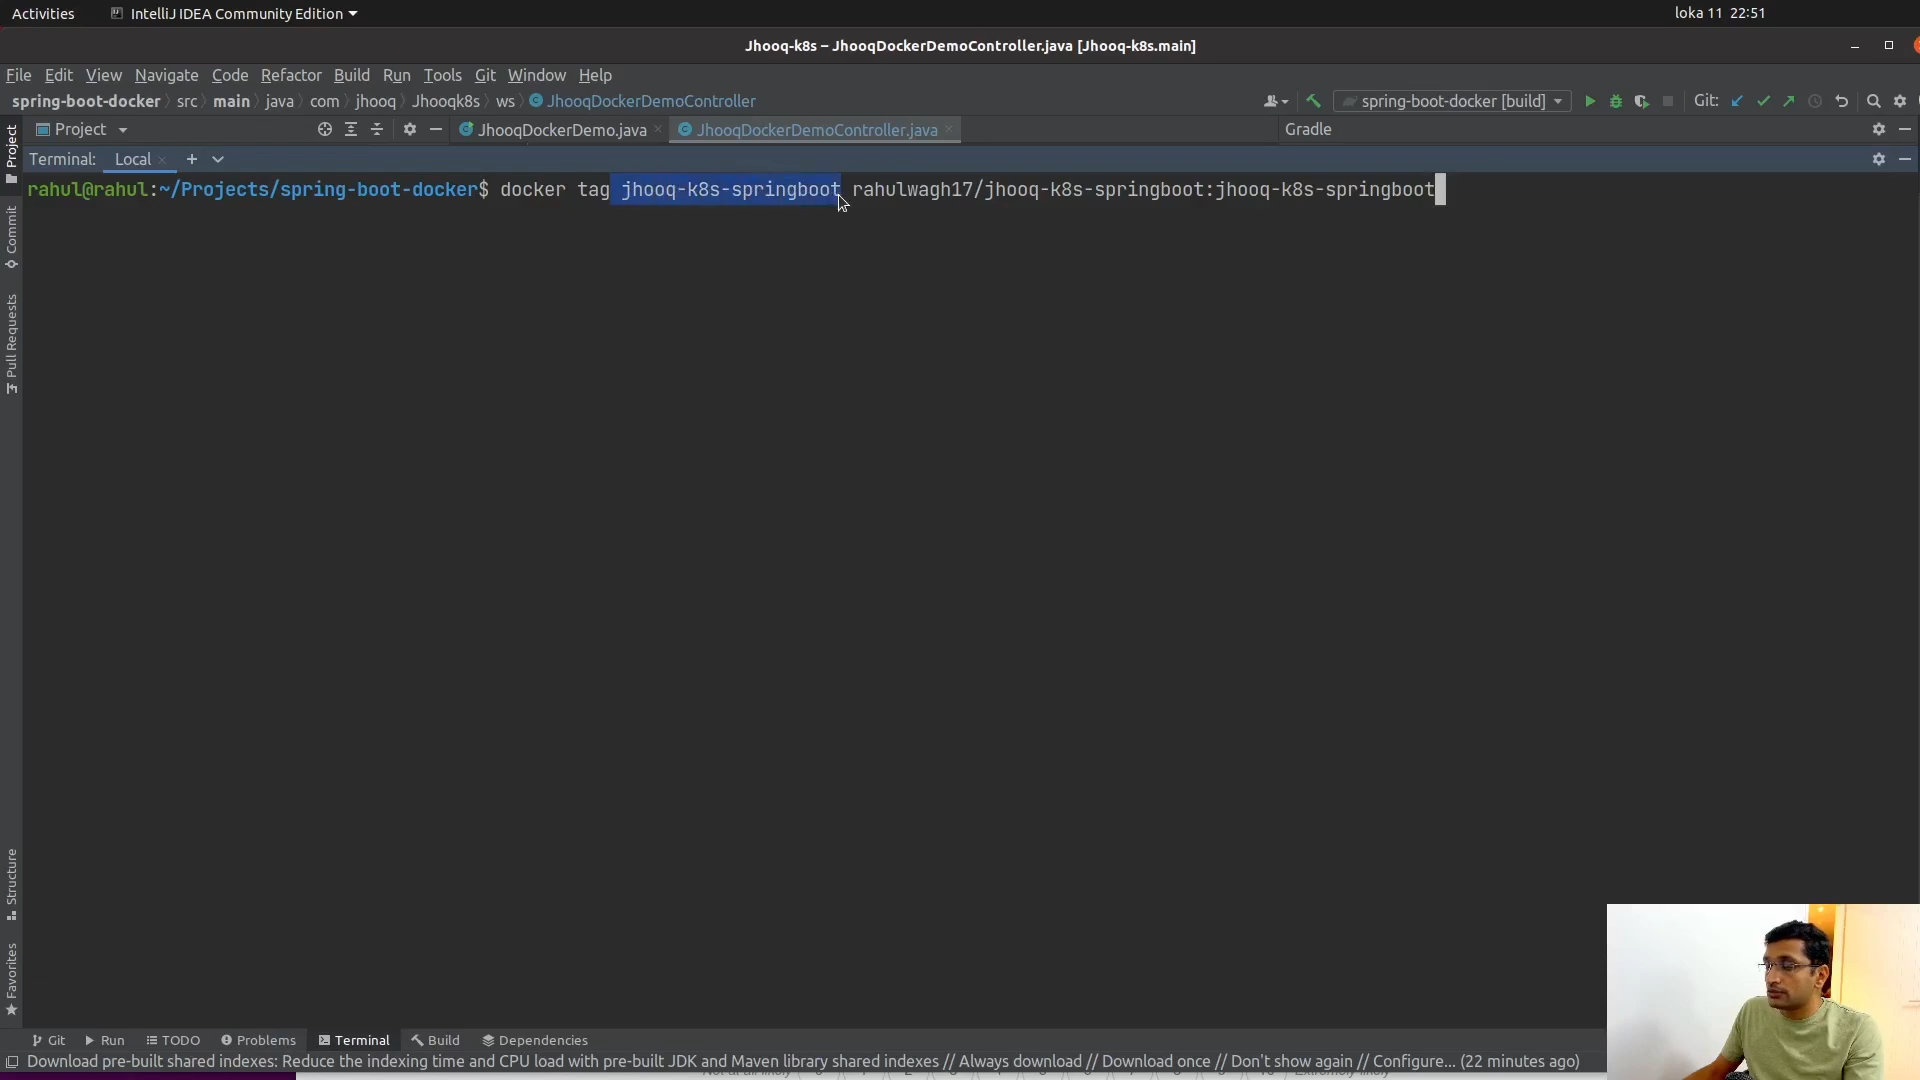 Activities IntelliJ IDEA Community Edition loka 11 22:51
Jhooq-k8s – JhooqDockerDemoController.java [Jhooq-k8s.main]
File Edit View Navigate Code Refactor Build Run Tools Git Window Help
spring-boot-docker src main java com jhooq Jhooqk8s ws JhooqDockerDemoController spring-boot-docker [build] Git:
Project JhooqDockerDemo.java JhooqDockerDemoController.java Gradle
Terminal: Local
rahul@rahul:~/Projects/spring-boot-docker$ docker tag jhooq-k8s-springboot rahulwagh17/jhooq-k8s-springboot:jhooq-k8s-springboot
Project
Commit
Pull Requests
Structure
Favorites
Git Run TODO Problems Terminal Build Dependencies
Download pre-built shared indexes: Reduce the indexing time and CPU load with pre-built JDK and Maven library shared indexes // Always download // Download once // Don't show again // Configure... (22 minutes ago)